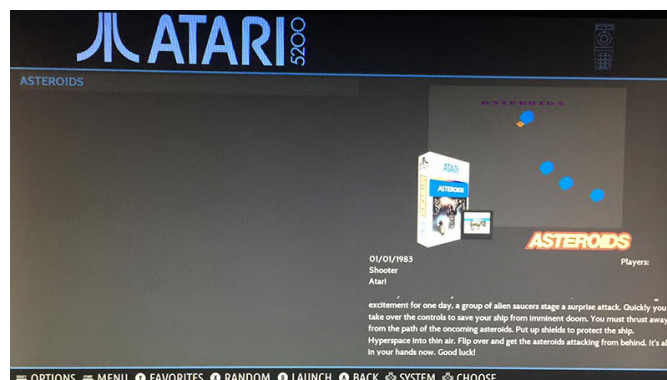 ATARI 5200
ASTEROIDS
ASTEROIDS
ATARI
ASTEROIDS
ASTEROIDS
01/01/1983
Players:
Shooter
Atari
excitement for one day, a group of alien saucers stage a surprise attack. Quickly you
take over the controls to save your ship from imminent doom. You must thrust away
from the path of the oncoming asteroids. Put up shields to protect the ship.
Hyperspace into thin air. Flip over and get the asteroids attacking from behind. It's al
in your hands now. Good luck!
OPTIONS MENU Y FAVORITES X RANDOM B LAUNCH A BACK SYSTEM CHOOSE